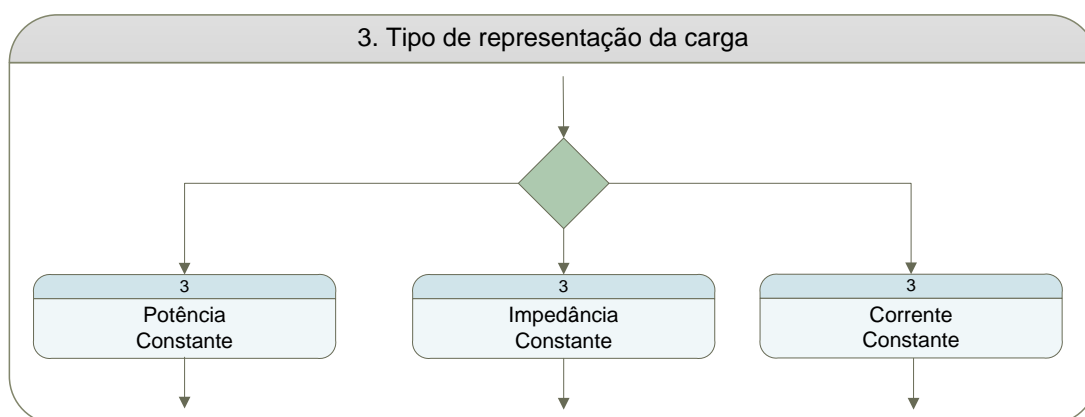 3. Tipo de representação da carga
3
Potência
Constante
3
Impedância
Constante
3
Corrente
Constante